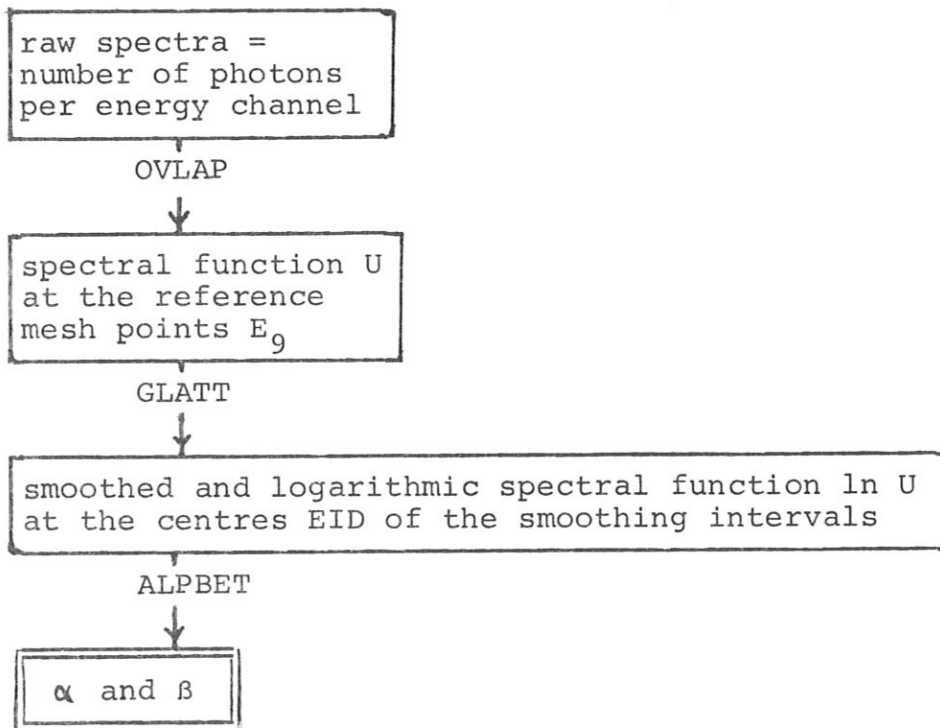 raw spectra =
number of photons
per energy channel
OVLAP
spectral function U
at the reference
mesh points E₉
GLATT
smoothed and logarithmic spectral function ln U
at the centres EID of the smoothing intervals
ALPBET
α and ß